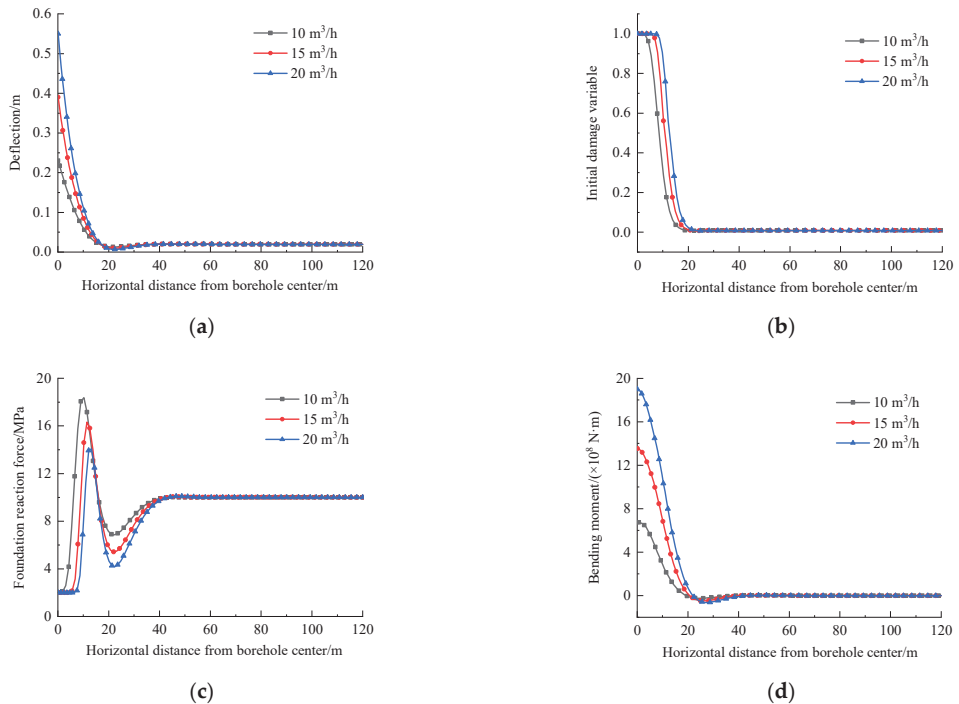 0.6
0.5
0.4
0.3
0.2
0.1
0.0
Deflection/m
10 m³/h
15 m³/h
20 m³/h
0 20 40 60 80 100 120
Horizontal distance from borehole center/m
(a)
1.0
0.8
0.6
0.4
0.2
0.0
Initial damage variable
10 m³/h
15 m³/h
20 m³/h
0 20 40 60 80 100 120
Horizontal distance from borehole center/m
(b)
20
16
12
8
4
0
Foundation reaction force/MPa
10 m³/h
15 m³/h
20 m³/h
0 20 40 60 80 100 120
Horizontal distance from borehole center/m
(c)
20
16
12
8
4
0
Bending moment/(×10⁸ N·m)
10 m³/h
15 m³/h
20 m³/h
0 20 40 60 80 100 120
Horizontal distance from borehole center/m
(d)